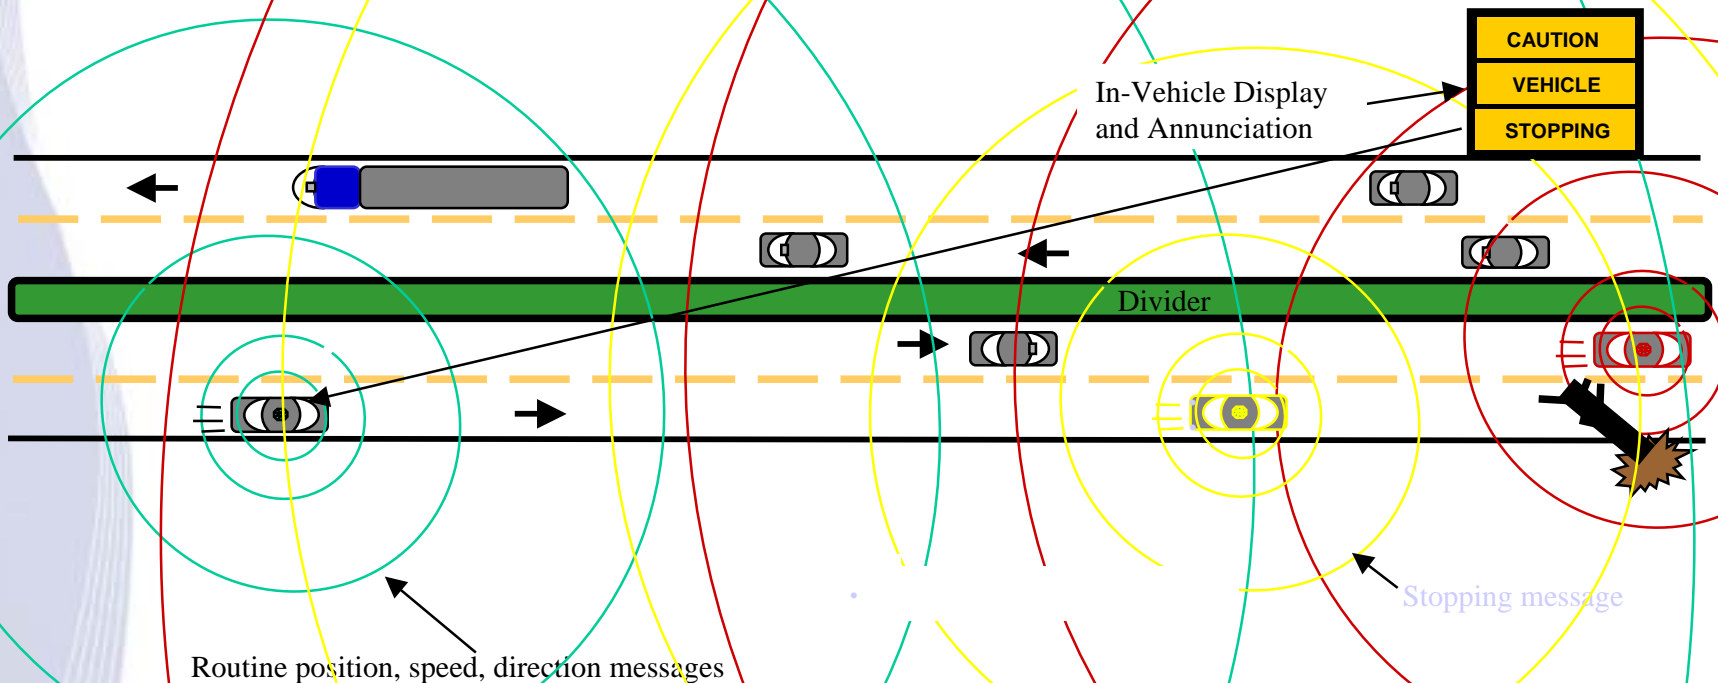 CAUTION
VEHICLE
STOPPING
In-Vehicle Display
and Annunciation
Divider
Stopping message
Routine position, speed, direction messages